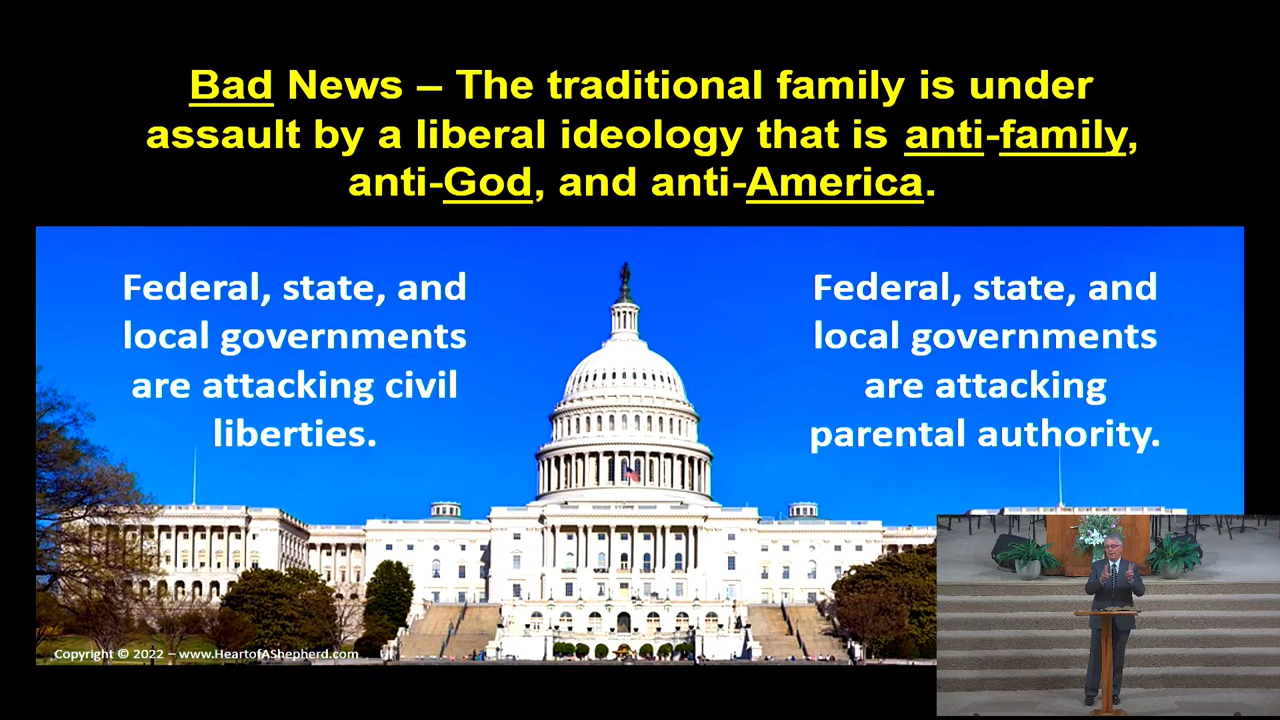 Bad News – The traditional family is under
assault by a liberal ideology that is anti-family,
anti-God, and anti-America.
Federal, state, and
local governments
are attacking civil
liberties.
Federal, state, and
local governments
are attacking
parental authority.
Copyright © 2022 – www.HeartofAShepherd.com